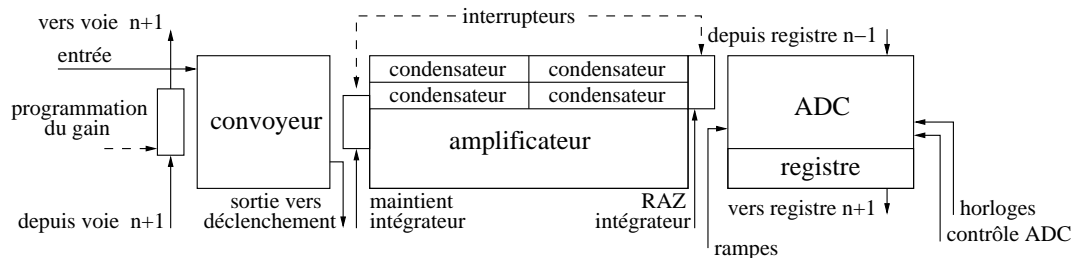 vers voie n+1
interrupteurs
depuis registre n−1
entrée
condensateur condensateur
condensateur condensateur
programmation
du gain
convoyeur
amplificateur
ADC
registre
depuis voie n+1
sortie vers
déclenchement
maintient
intégrateur
RAZ
intégrateur
vers registre n+1
rampes
horloges
contrôle ADC